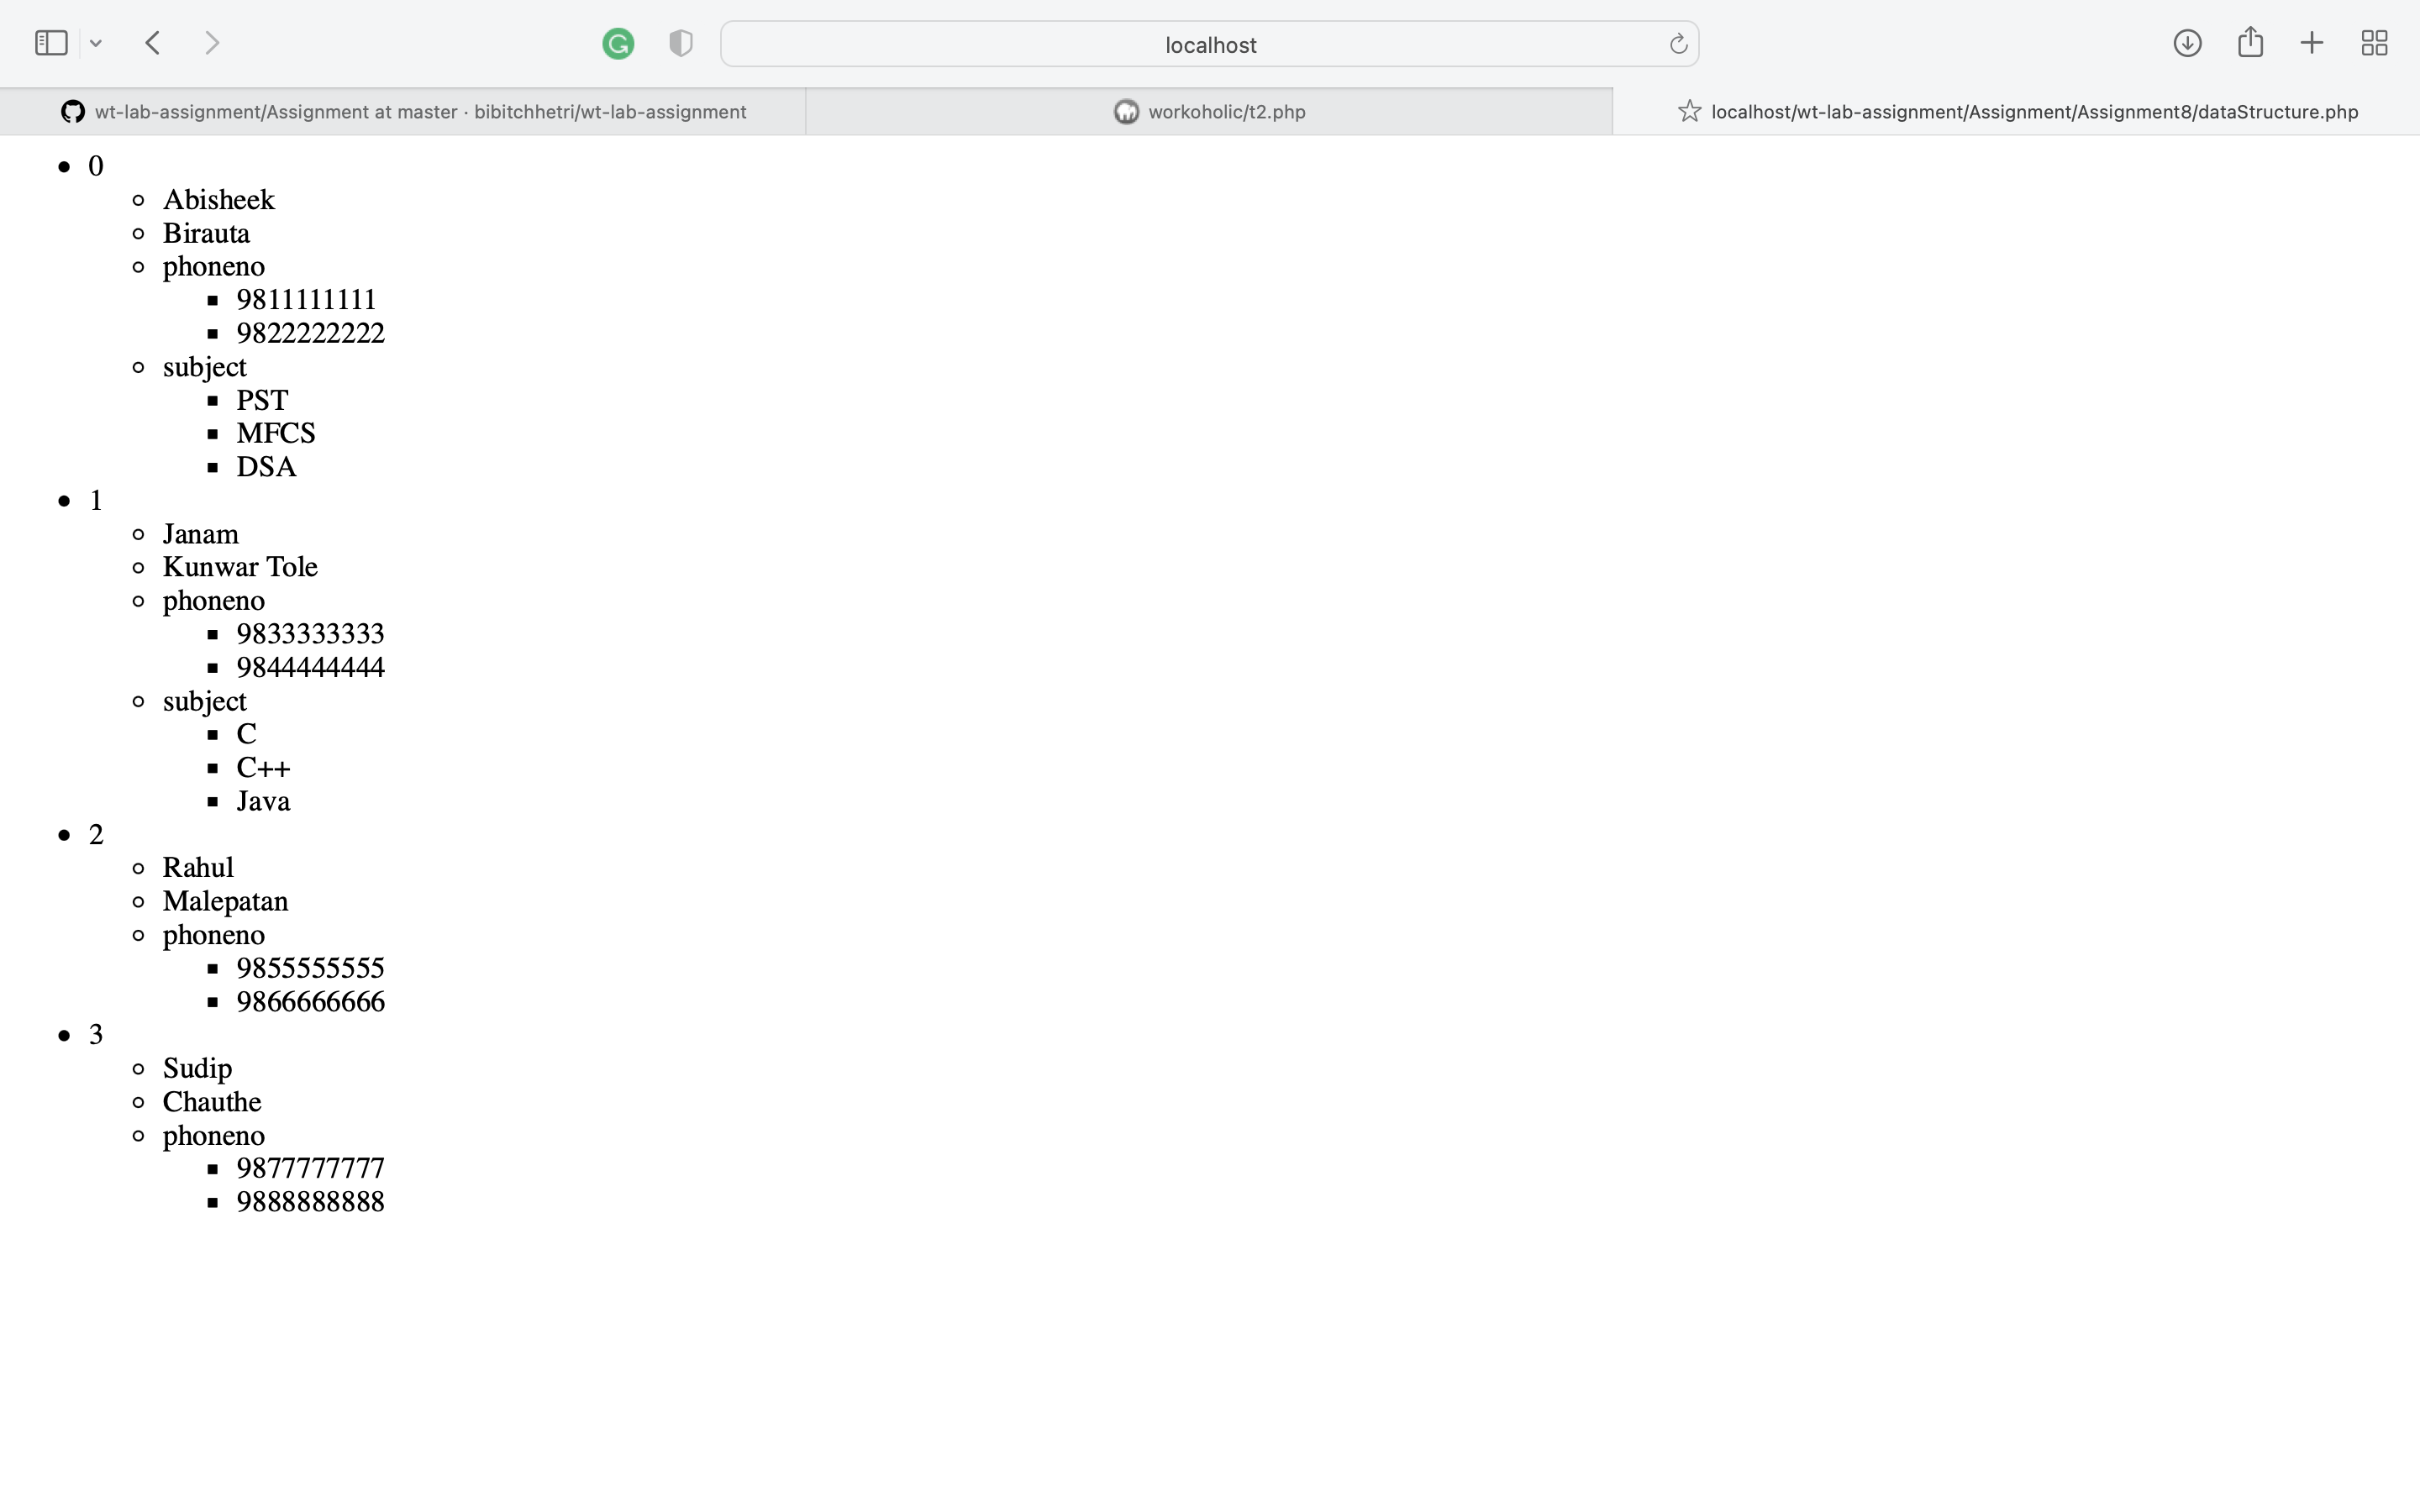 localhost
wt-lab-assignment/Assignment at master · bibitchhetri/wt-lab-assignment
workoholic/t2.php
localhost/wt-lab-assignment/Assignment/Assignment8/dataStructure.php
0
Abisheek
Birauta
phoneno
9811111111
9822222222
subject
PST
MFCS
DSA
1
Janam
Kunwar Tole
phoneno
9833333333
9844444444
subject
C
C++
Java
2
Rahul
Malepatan
phoneno
9855555555
9866666666
3
Sudip
Chauthe
phoneno
9877777777
9888888888